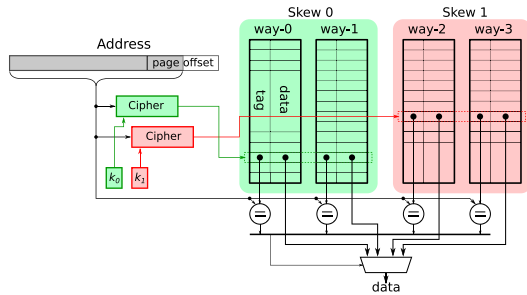 Skew 0
Skew 1
way-0
way-1
way-2
way-3
Address
page offset
tag
data
Cipher
Cipher
k0
k1
=
=
=
=
data